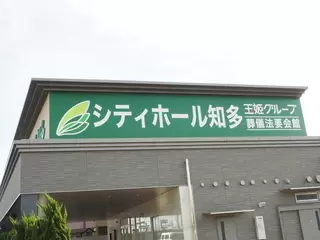 シティホール知多
玉姫グループ
葬儀法要会館